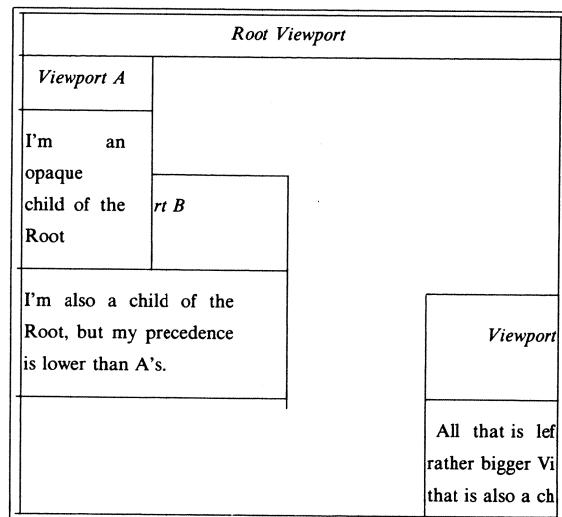 Root Viewport
Viewport A
I'm an
opaque
child of the
Root
rt B
I'm also a child of the
Root, but my precedence
is lower than A's.
Viewport
All that is lef
rather bigger Vi
that is also a ch